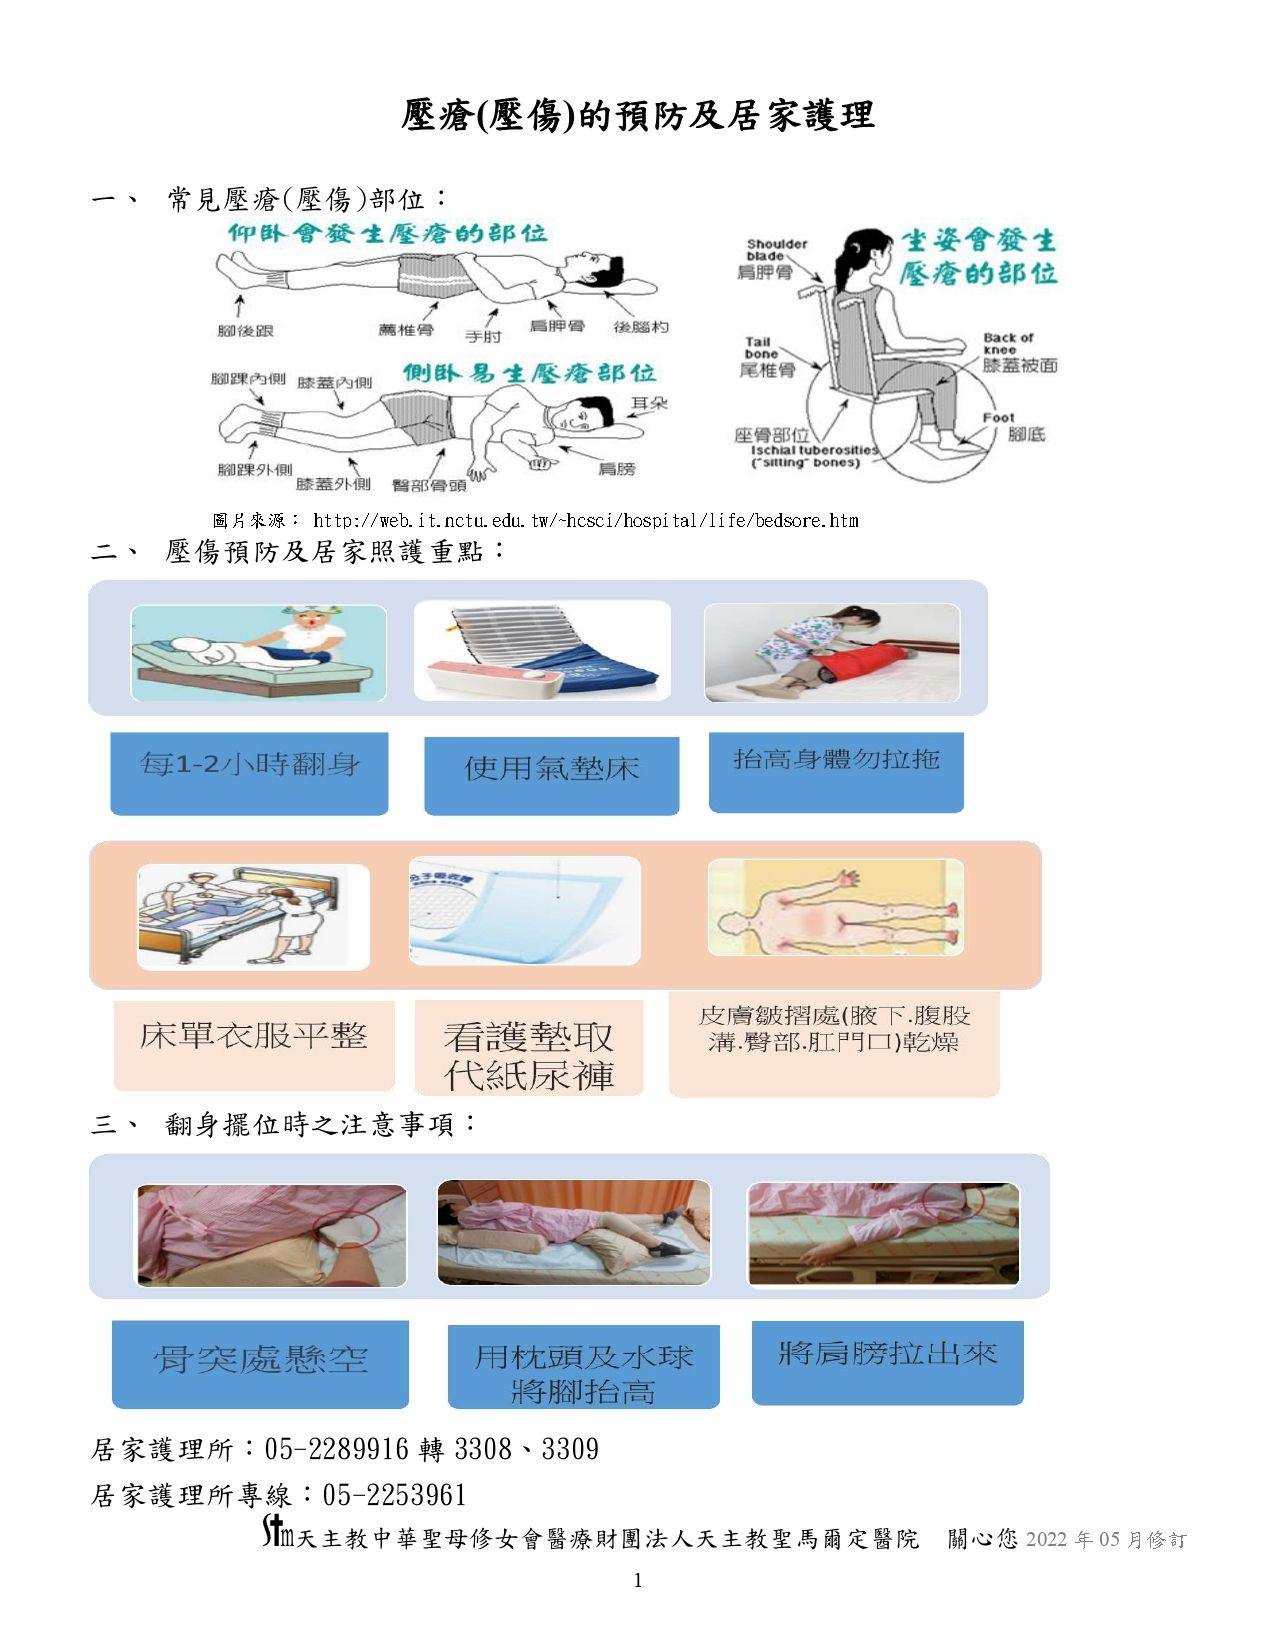 壓瘡(壓傷)的預防及居家護理
一、 常見壓瘡(壓傷)部位：
仰臥會發生壓瘡的部位
腳後跟
薦椎骨
手肘
肩胛骨
後腦杓
側臥易生壓瘡部位
腳踝內側
膝蓋內側
耳朵
腳踝外側
膝蓋外側
臀部骨頭
肩膀
坐姿會發生
壓瘡的部位
Shoulder
blade
肩胛骨
Tail
bone
尾椎骨
Back of
knee
膝蓋被面
Foot
腳底
座骨部位
Ischial tuberosities
("sitting" bones)
圖片來源： http://web.it.nctu.edu.tw/~hcsci/hospital/life/bedsore.htm
二、 壓傷預防及居家照護重點：
每1-2小時翻身
使用氣墊床
抬高身體勿拉拖
分子吸收體
床單衣服平整
看護墊取
代紙尿褲
皮膚皺摺處(腋下.腹股
溝.臀部.肛門口)乾燥
三、 翻身擺位時之注意事項：
骨突處懸空
用枕頭及水球
將腳抬高
將肩膀拉出來
居家護理所：05-2289916 轉 3308、3309
居家護理所專線：05-2253961
Stm天主教中華聖母修女會醫療財團法人天主教聖馬爾定醫院 關心您 2022 年 05 月修訂
1